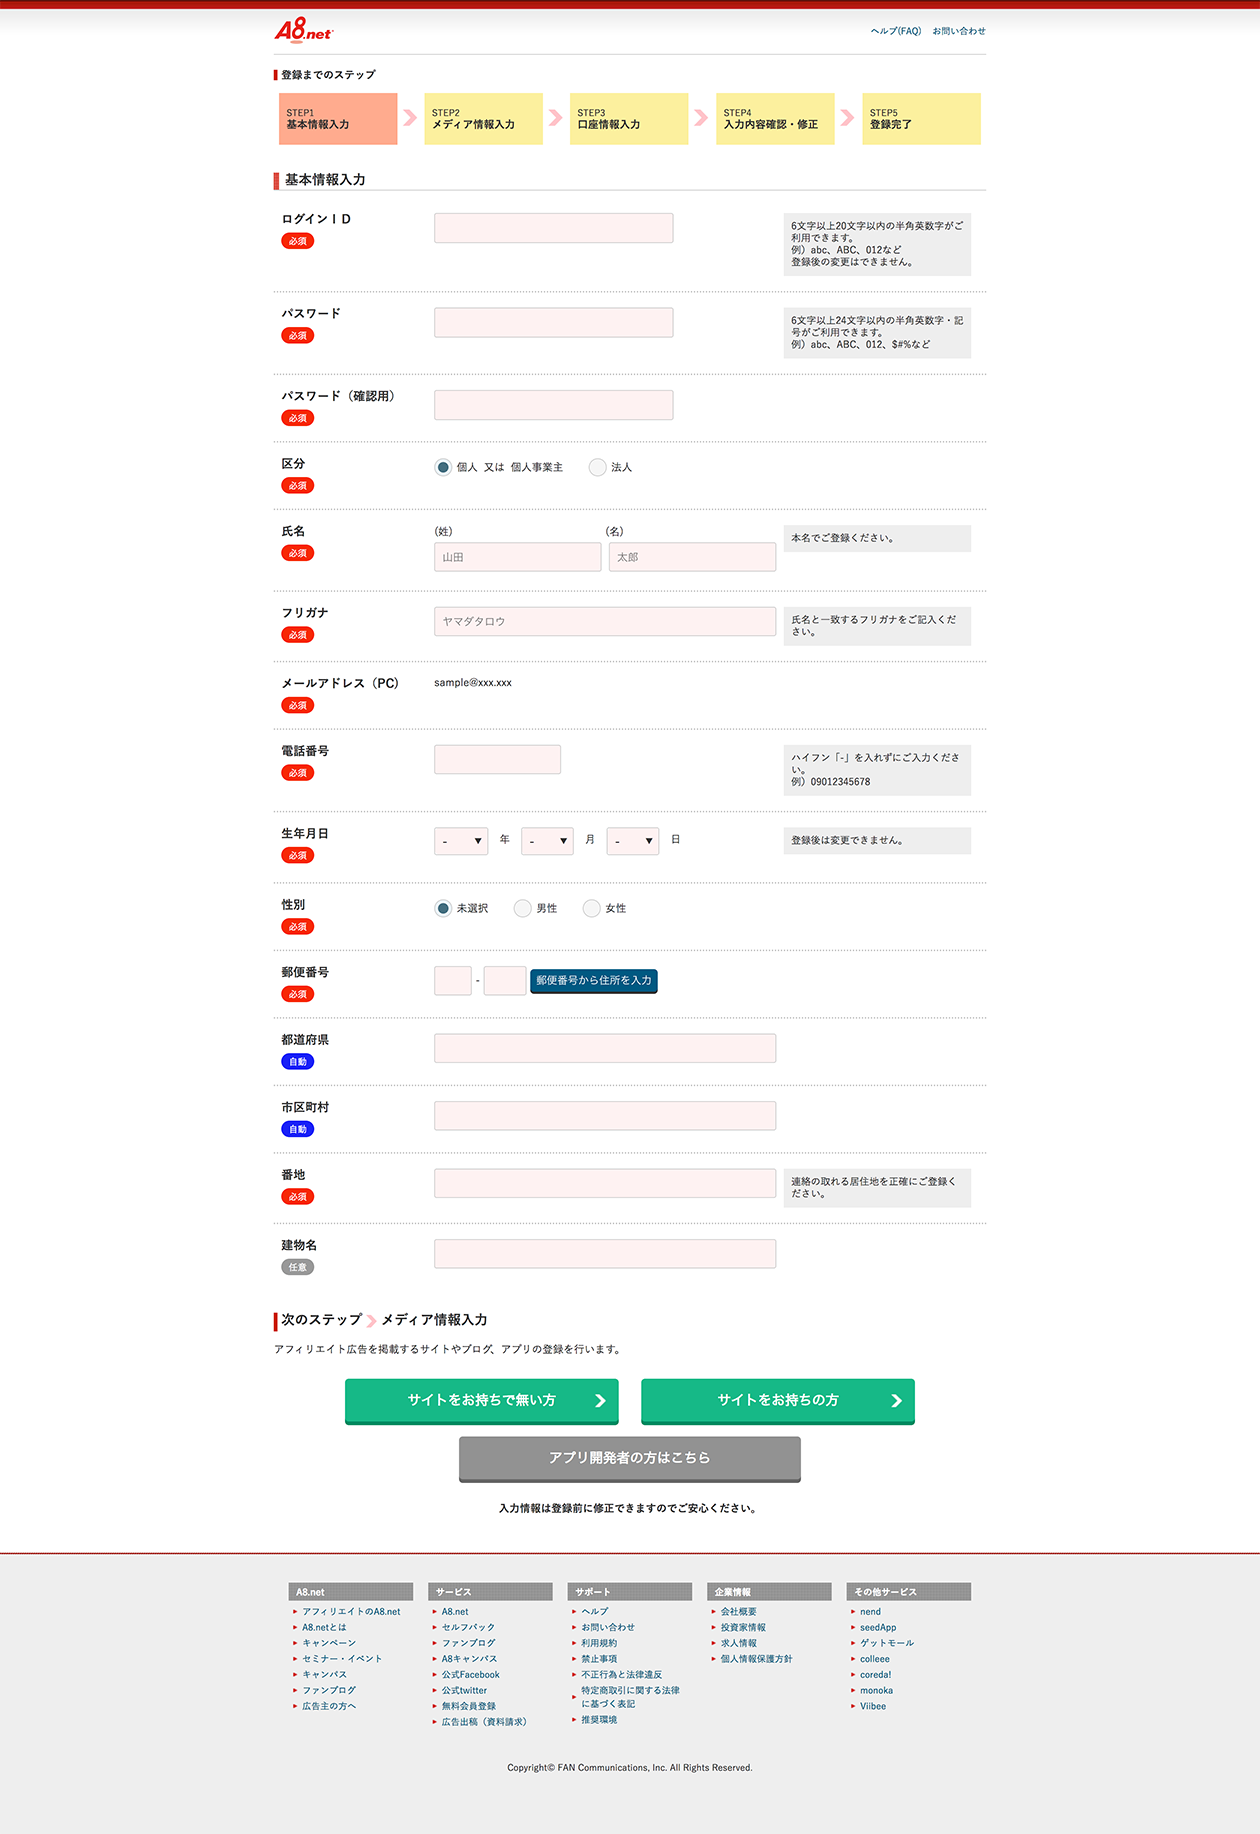 A8.net
ヘルプ(FAQ) お問い合わせ
登録までのステップ
STEP1
基本情報入力
STEP2
メディア情報入力
STEP3
口座情報入力
STEP4
入力内容確認・修正
STEP5
登録完了
基本情報入力
ログインＩＤ
必須
6文字以上20文字以内の半角英数字がご
利用できます。
例）abc、ABC、012など
登録後の変更はできません。
パスワード
必須
6文字以上24文字以内の半角英数字・記
号がご利用できます。
例）abc、ABC、012、$#%など
パスワード（確認用）
必須
区分
必須
個人 又は 個人事業主 法人
氏名
必須
(姓) (名)
山田 太郎
本名でご登録ください。
フリガナ
必須
ヤマダタロウ
氏名と一致するフリガナをご記入くだ
さい。
メールアドレス（PC）
必須
sample@xxx.xxx
電話番号
必須
ハイフン「-」を入れずにご入力くださ
い。
例）09012345678
生年月日
必須
- ▼ 年 - ▼ 月 - ▼ 日
登録後は変更できません。
性別
必須
未選択 男性 女性
郵便番号
必須
- 郵便番号から住所を入力
都道府県
自動
市区町村
自動
番地
必須
連絡の取れる居住地を正確にご登録く
ださい。
建物名
任意
次のステップ メディア情報入力
アフィリエイト広告を掲載するサイトやブログ、アプリの登録を行います。
サイトをお持ちで無い方
サイトをお持ちの方
アプリ開発者の方はこちら
入力情報は登録前に修正できますのでご安心ください。
A8.net
アフィリエイトのA8.net
A8.netとは
キャンペーン
セミナー・イベント
キャンパス
ファンブログ
広告主の方へ
サービス
A8.net
セルフバック
ファンブログ
A8キャンパス
公式Facebook
公式twitter
無料会員登録
広告出稿（資料請求）
サポート
ヘルプ
お問い合わせ
利用規約
禁止事項
不正行為と法律違反
特定商取引に関する法律
に基づく表記
推奨環境
企業情報
会社概要
投資家情報
求人情報
個人情報保護方針
その他サービス
nend
seedApp
ゲットモール
colleee
coreda!
monoka
Viibee
Copyright© FAN Communications, Inc. All Rights Reserved.